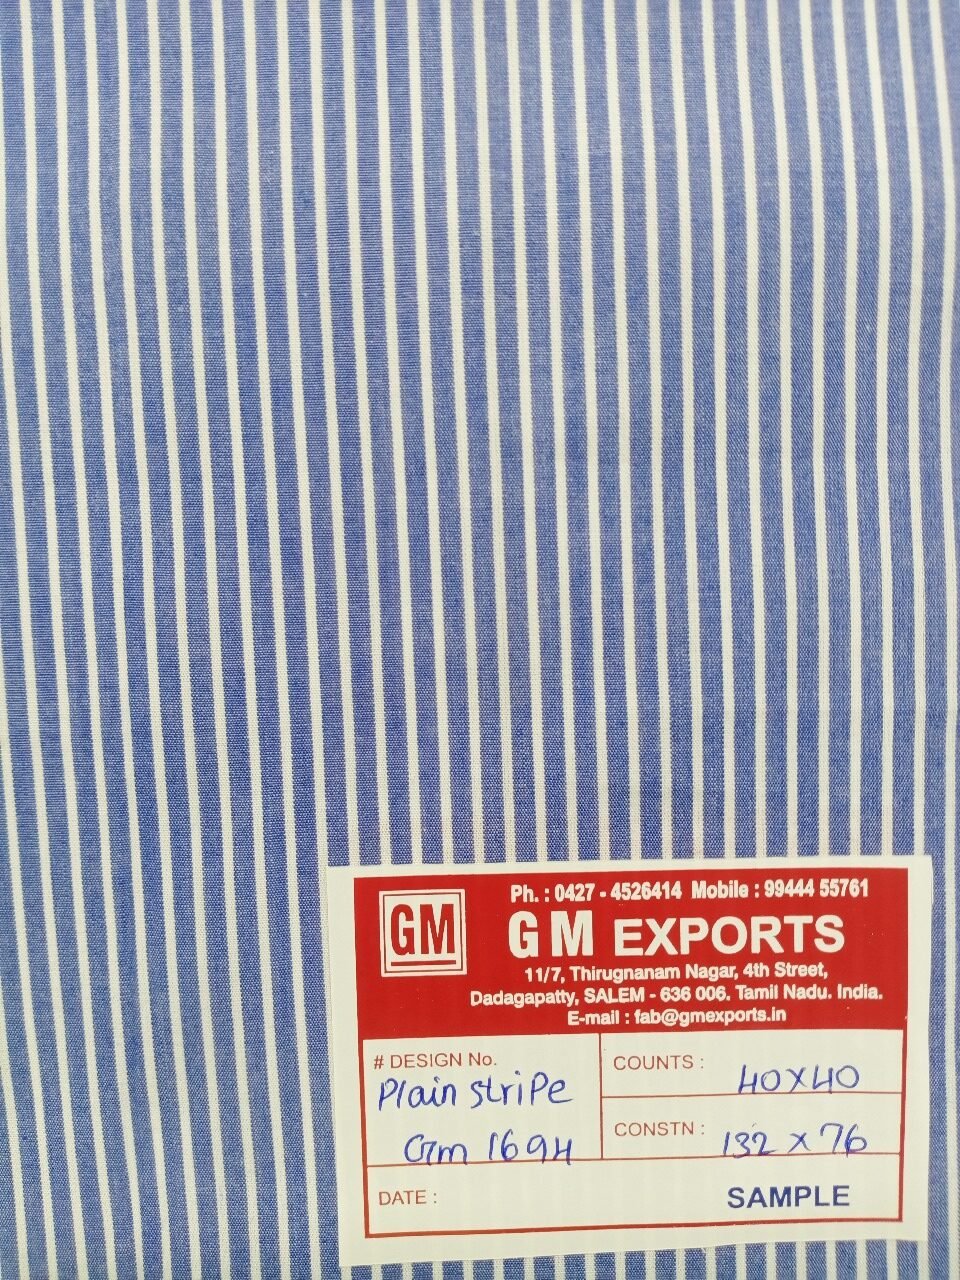 GM
Ph. : 0427 - 4526414 Mobile : 99444 55761
G M EXPORTS
11/7, Thirugnanam Nagar, 4th Street,
Dadagapatty, SALEM - 636 006. Tamil Nadu. India.
E-mail : fab@gmexports.in
# DESIGN No.
Plain stripe
Gm 1694
COUNTS :
40x40
CONSTN :
132 x 76
DATE :
SAMPLE